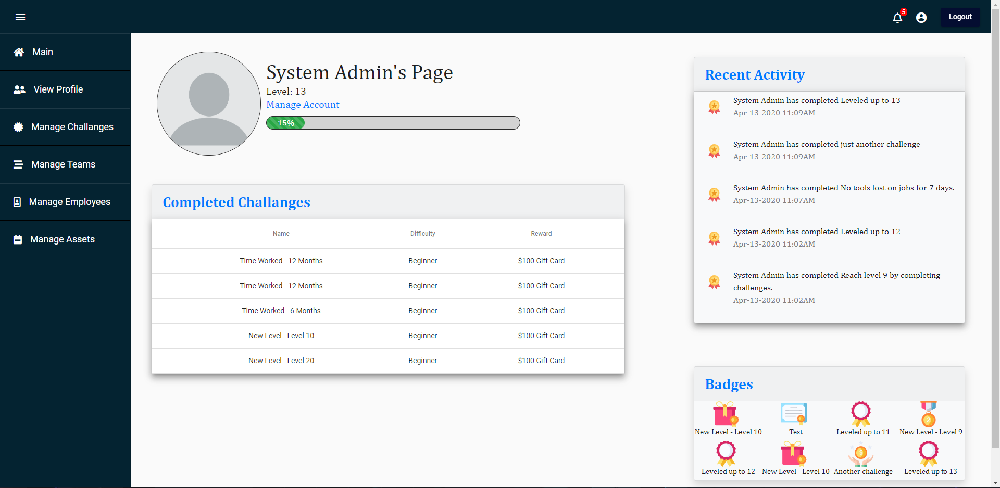 5
Logout
Main
View Profile
Manage Challanges
Manage Teams
Manage Employees
Manage Assets
System Admin's Page
Level: 13
Manage Account
15%
Completed Challanges
Name Difficulty Reward
Time Worked - 12 Months Beginner $100 Gift Card
Time Worked - 12 Months Beginner $100 Gift Card
Time Worked - 6 Months Beginner $100 Gift Card
New Level - Level 10 Beginner $100 Gift Card
New Level - Level 20 Beginner $100 Gift Card
Recent Activity
System Admin has completed Leveled up to 13
Apr-13-2020 11:09AM
System Admin has completed just another challenge
Apr-13-2020 11:09AM
System Admin has completed No tools lost on jobs for 7 days.
Apr-13-2020 11:07AM
System Admin has completed Leveled up to 12
Apr-13-2020 11:02AM
System Admin has completed Reach level 9 by completing
challenges.
Apr-13-2020 11:02AM
Badges
2
New Level - Level 10 Test Leveled up to 11 New Level - Level 9
$
Leveled up to 12 New Level - Level 10 Another challenge Leveled up to 13